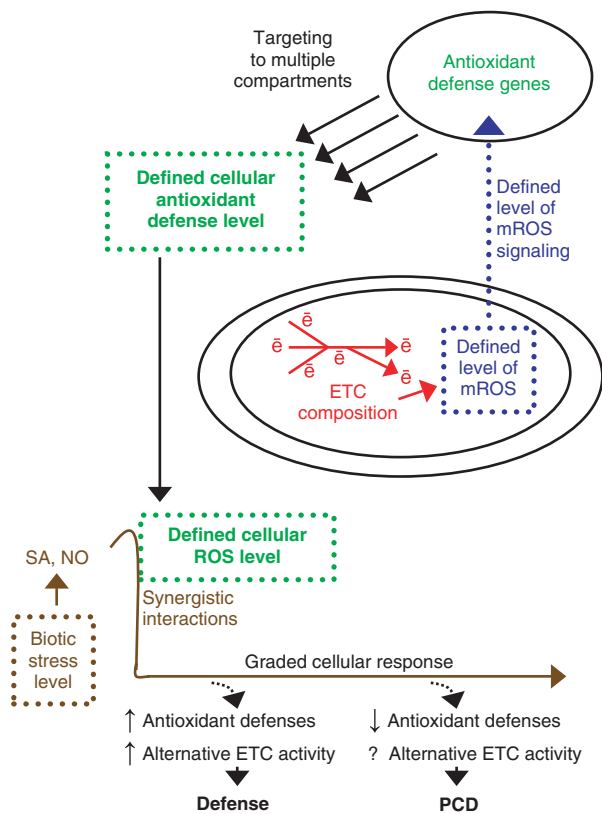 Targeting
to multiple
compartments
Antioxidant
defense genes
Defined cellular
antioxidant
defense level
Defined
level of
mROS
signaling
ē
ē
ē
ē
ē
ē
ETC
composition
Defined
level of
mROS
Defined cellular
ROS level
SA, NO
Synergistic
interactions
Biotic
stress
level
Graded cellular response
↑ Antioxidant defenses
↑ Alternative ETC activity
Defense
↓ Antioxidant defenses
? Alternative ETC activity
PCD